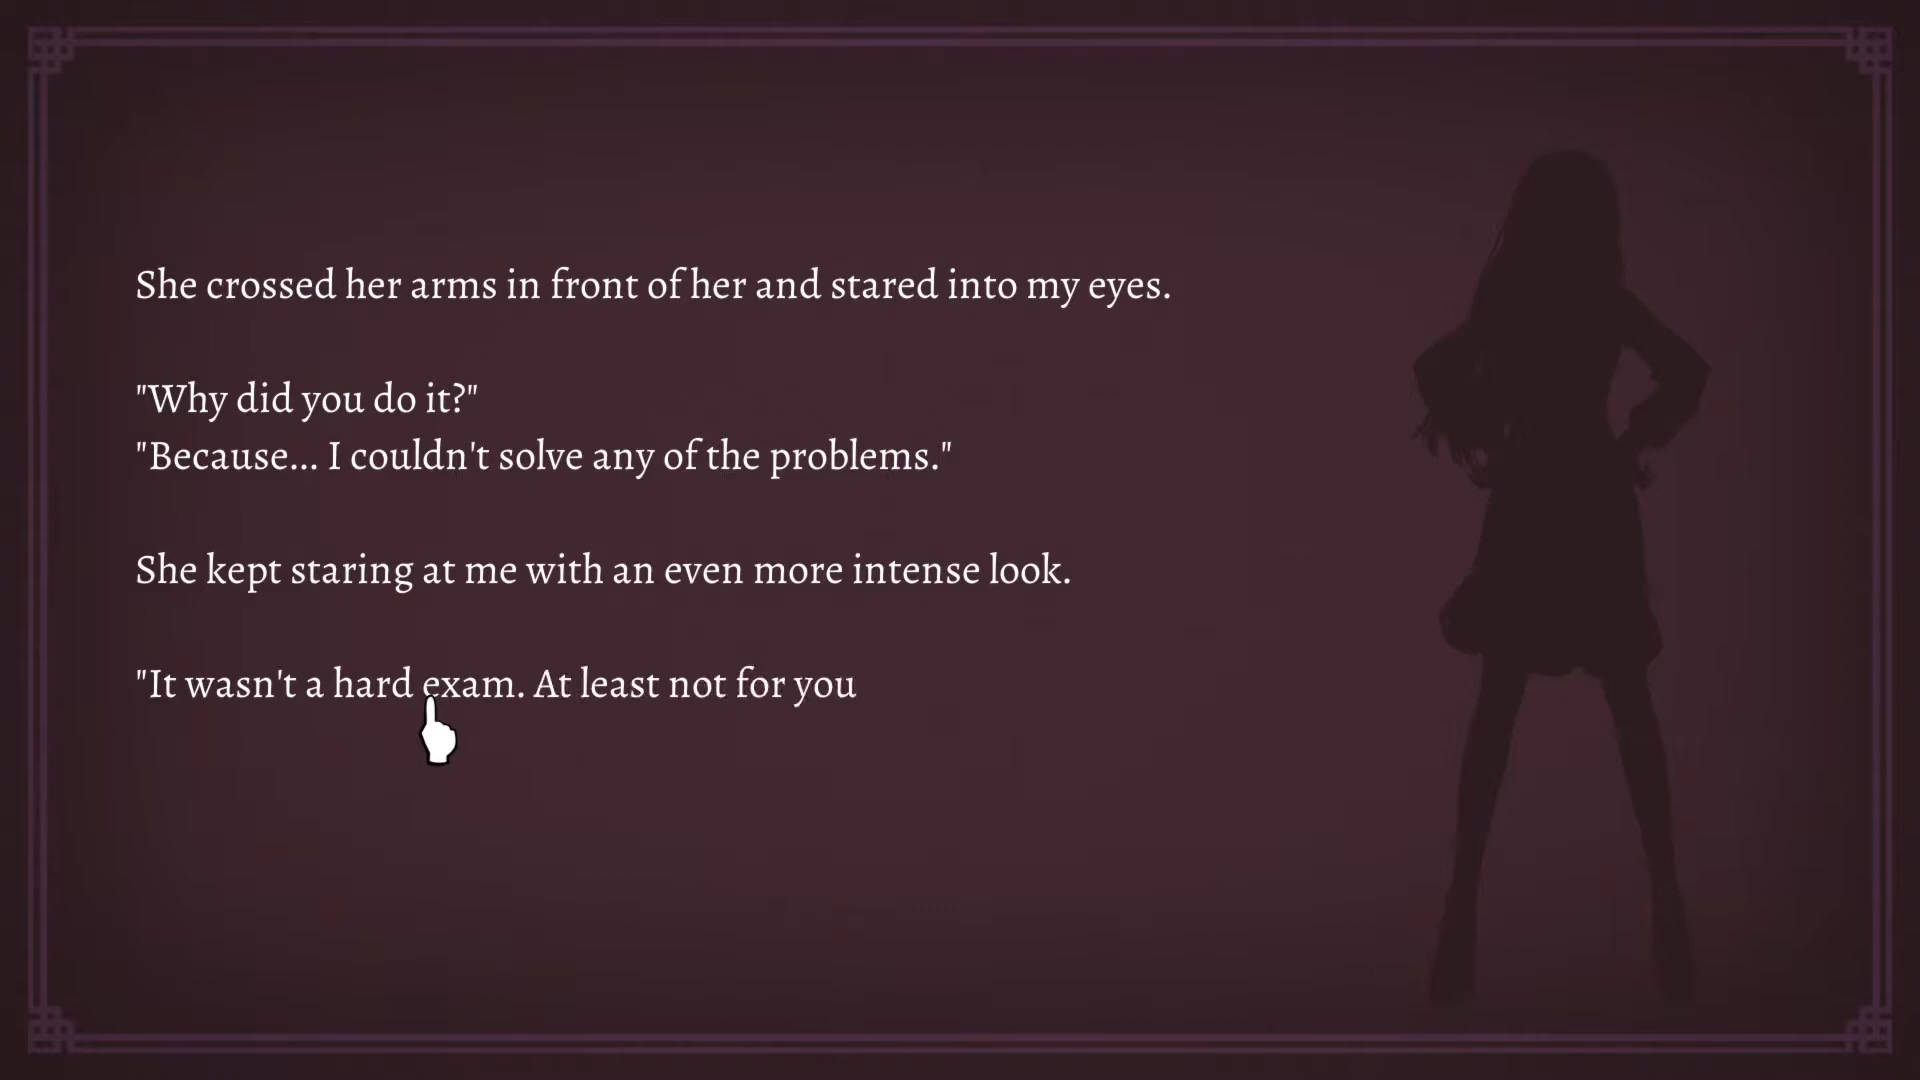 She crossed her arms in front of her and stared into my eyes.
"Why did you do it?"
"Because... I couldn't solve any of the problems."
She kept staring at me with an even more intense look.
"It wasn't a hard exam. At least not for you